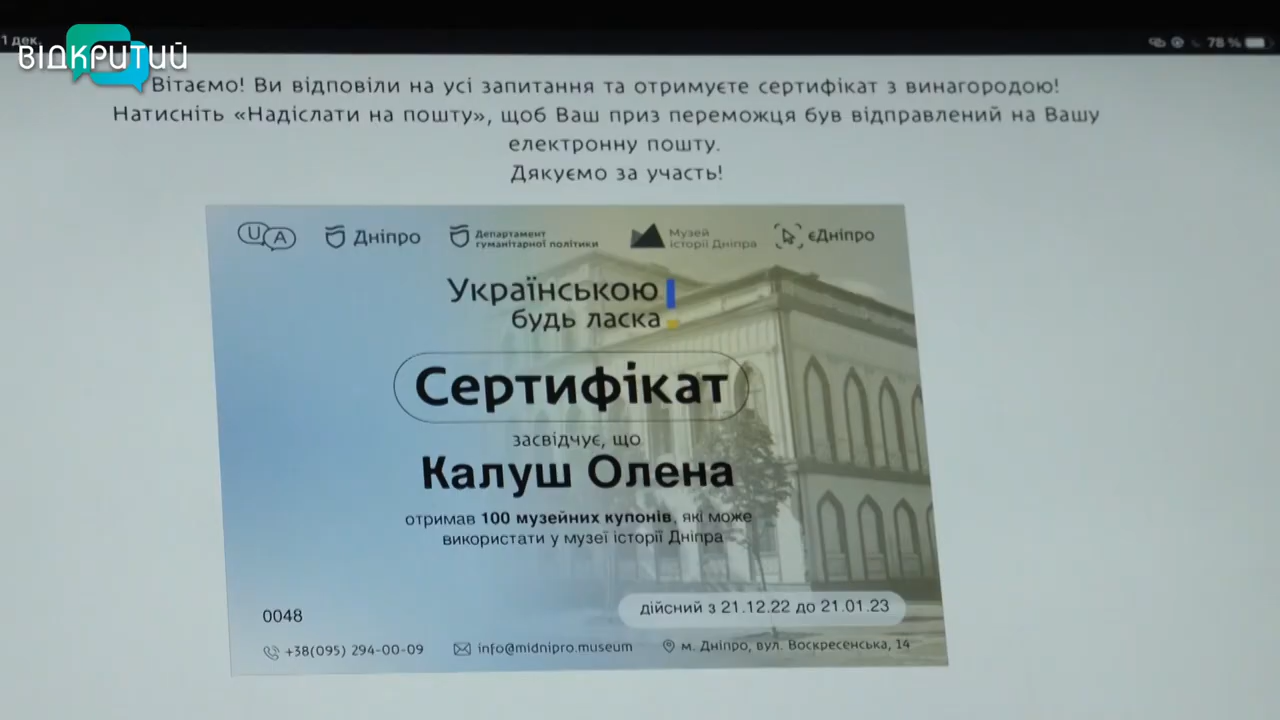 1 дек.
ВІДКРИТИЙ
78 %
Вітаємо! Ви відповіли на усі запитання та отримуєте сертифікат з винагородою!
Натисніть «Надіслати на пошту», щоб Ваш приз переможця був відправлений на Вашу
електронну пошту.
Дякуємо за участь!
UA
Дніпро
Департамент
гуманітарної політики
Музей
історії Дніпра
єДніпро
Українською
будь ласка
Сертифікат
засвідчує, що
Калуш Олена
отримав 100 музейних купонів, які може
використати у музеї історії Дніпра
0048
дійсний з 21.12.22 до 21.01.23
+38(095) 294-00-09
info@midnipro.museum
м. Дніпро, вул. Воскресенська, 14